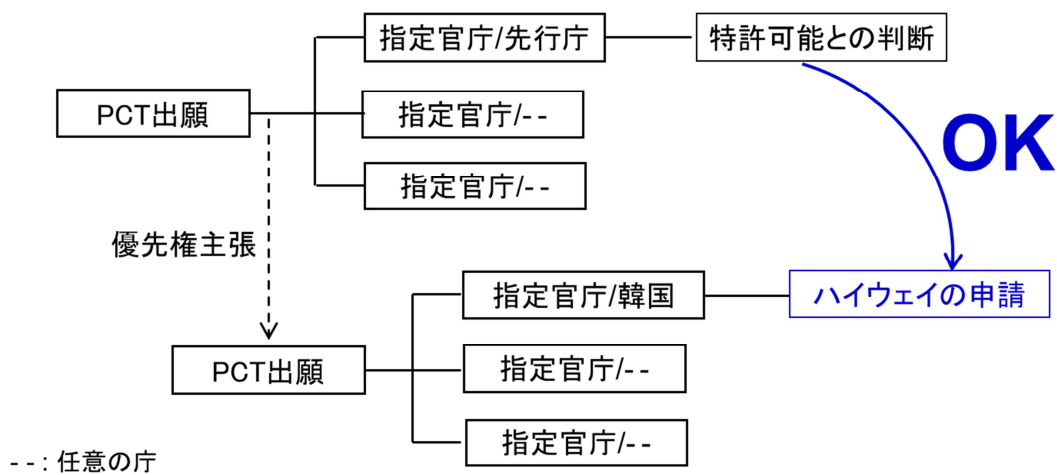 指定官庁/先行庁
特許可能との判断
PCT出願
指定官庁/--
OK
指定官庁/--
優先権主張
指定官庁/韓国
ハイウェイの申請
PCT出願
指定官庁/--
指定官庁/--
--: 任意の庁